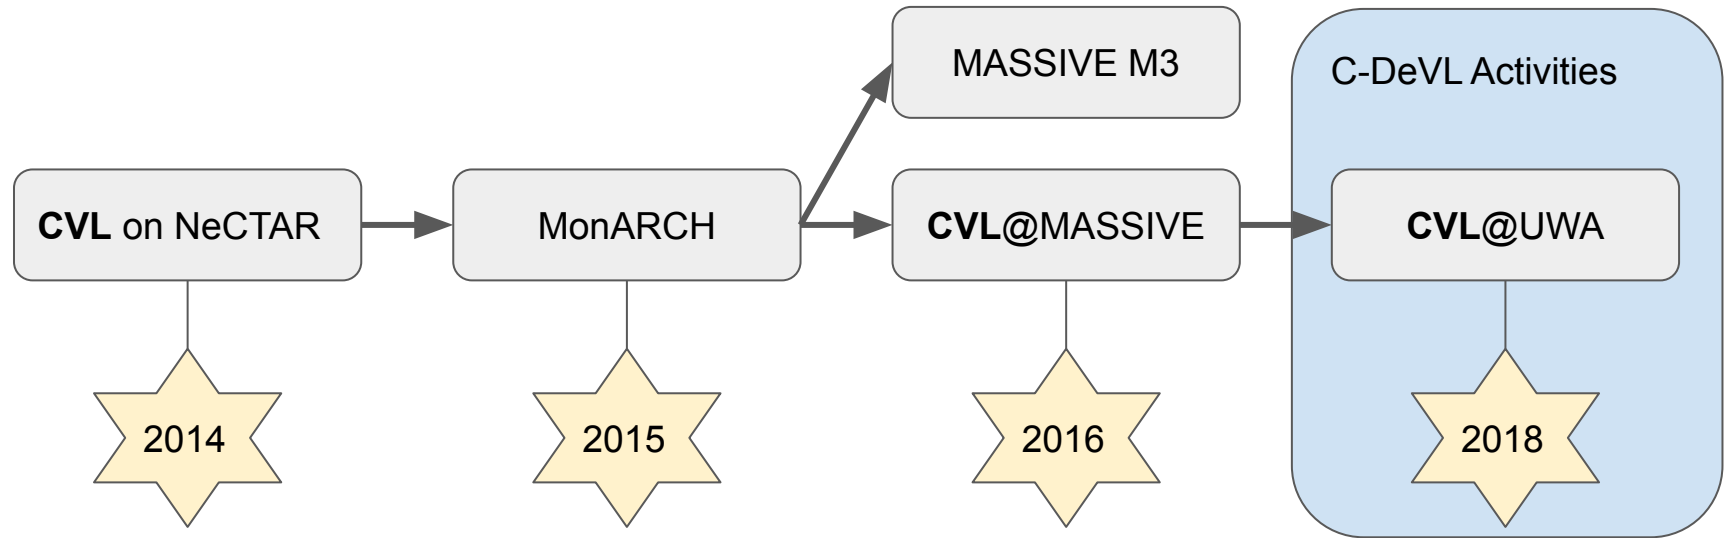 MASSIVE M3
C-DeVL Activities
CVL on NeCTAR
MonARCH
CVL@MASSIVE
CVL@UWA
2014
2015
2016
2018